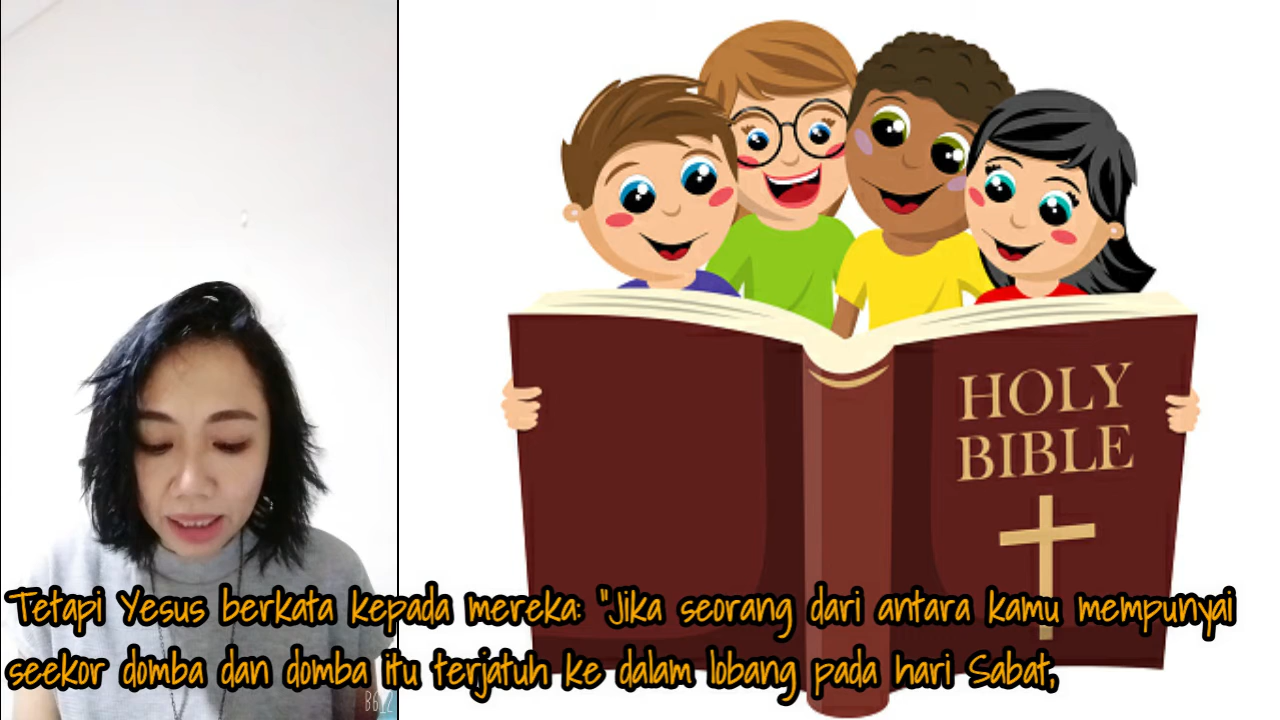 HOLY
BIBLE
Tetapi Yesus berkata kepada mereka: "Jika seorang dari antara kamu mempunyai
seekor domba dan domba itu terjatuh ke dalam lobang pada hari Sabat,
B612